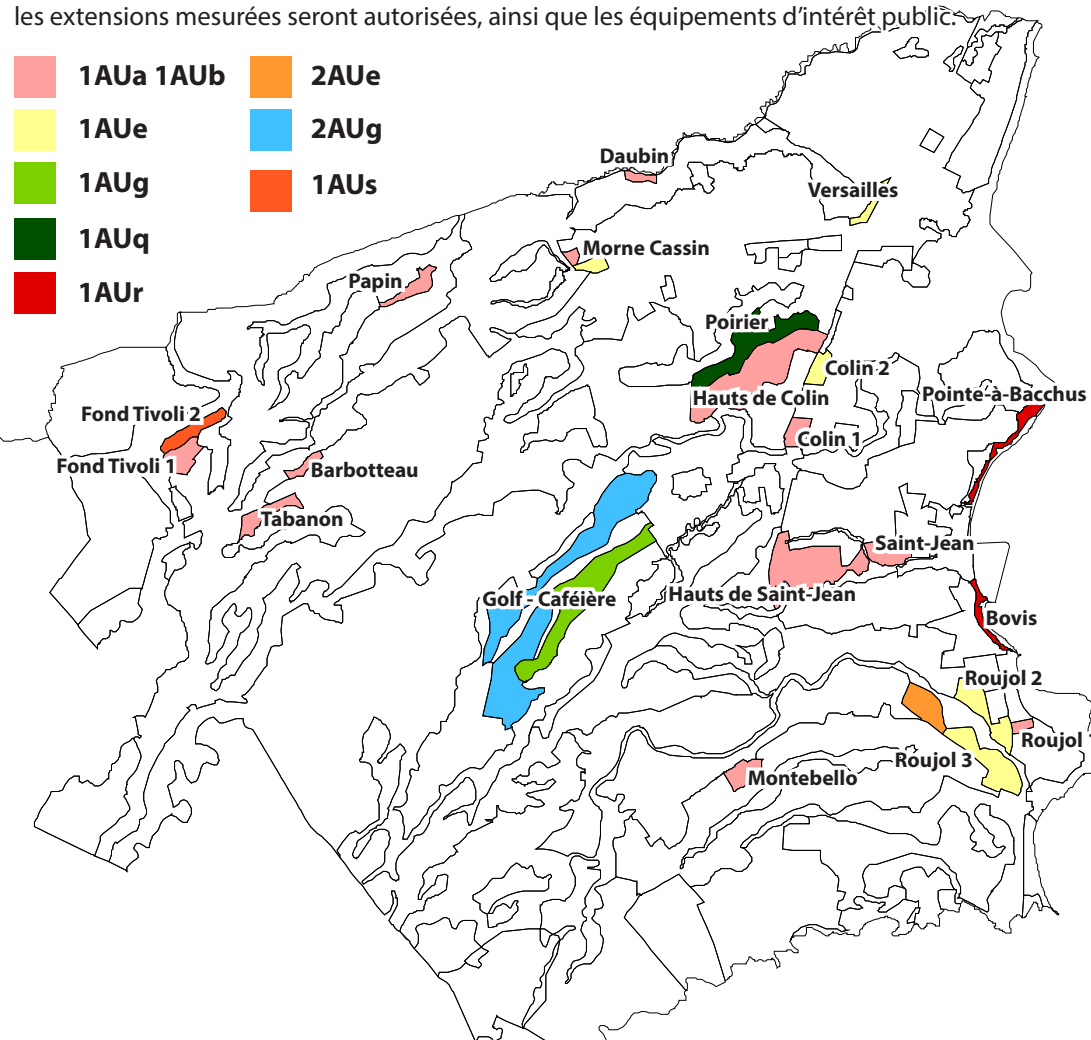 les extensions mesurées seront autorisées, ainsi que les équipements d'intérêt public.
1AUa 1AUb
2AUe
1AUe
2AUg
1AUg
1AUs
1AUq
1AUr
Daubin
Versailles
Morne Cassin
Papin
Poirier
Colin 2
Hauts de Colin
Pointe-à-Bacchus
Fond Tivoli 2
Colin 1
Fond Tivoli 1
Barbotteau
Tabanon
Saint-Jean
Golf - Caféière
Hauts de Saint-Jean
Bovis
Roujol 2
Roujol
Roujol 3
Montebello